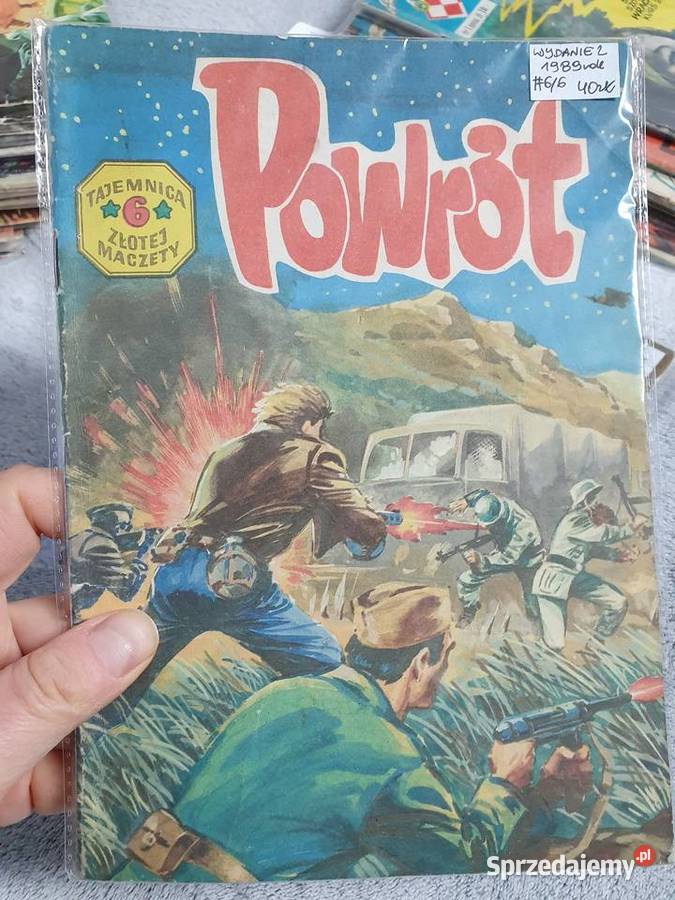 WYDANIE 2
1989 rok
#6/6 40zł
Powrót
TAJEMNICA
6
ZŁOTEJ
MACZETY
Sprzedajemy.pl